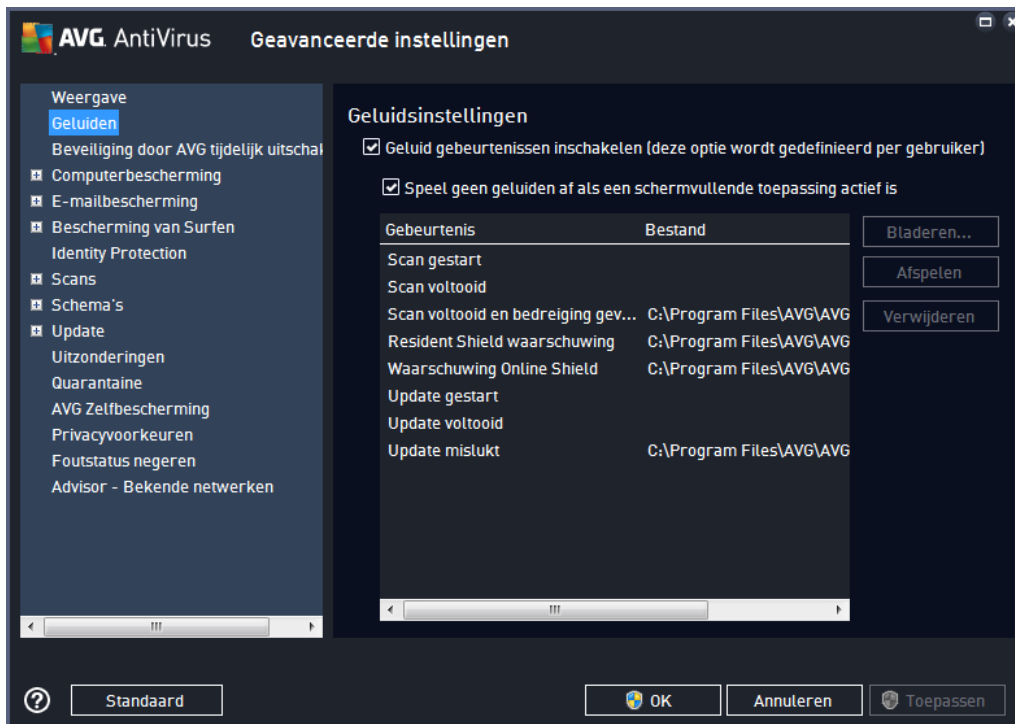 AVG AntiVirus Geavanceerde instellingen
Weergave
Geluiden
Beveiliging door AVG tijdelijk uitschak
Computerbescherming
E-mailbescherming
Bescherming van Surfen
Identity Protection
Scans
Schema's
Update
Uitzonderingen
Quarantaine
AVG Zelfbescherming
Privacyvoorkeuren
Foutstatus negeren
Advisor - Bekende netwerken
Geluidsinstellingen
Geluid gebeurtenissen inschakelen (deze optie wordt gedefinieerd per gebruiker)
Speel geen geluiden af als een schermvullende toepassing actief is
Gebeurtenis Bestand
Scan gestart
Scan voltooid
Scan voltooid en bedreiging gev... C:\Program Files\AVG\AVG
Resident Shield waarschuwing C:\Program Files\AVG\AVG
Waarschuwing Online Shield C:\Program Files\AVG\AVG
Update gestart
Update voltooid
Update mislukt C:\Program Files\AVG\AVG
Bladeren...
Afspelen
Verwijderen
? Standaard OK Annuleren Toepassen